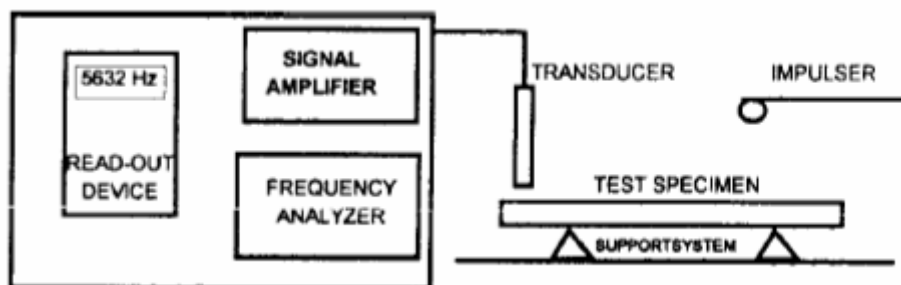 5632 Hz
READ-OUT
DEVICE
SIGNAL
AMPLIFIER
FREQUENCY
ANALYZER
TRANSDUCER
IMPULSER
TEST SPECIMEN
SUPPORTSYSTEM